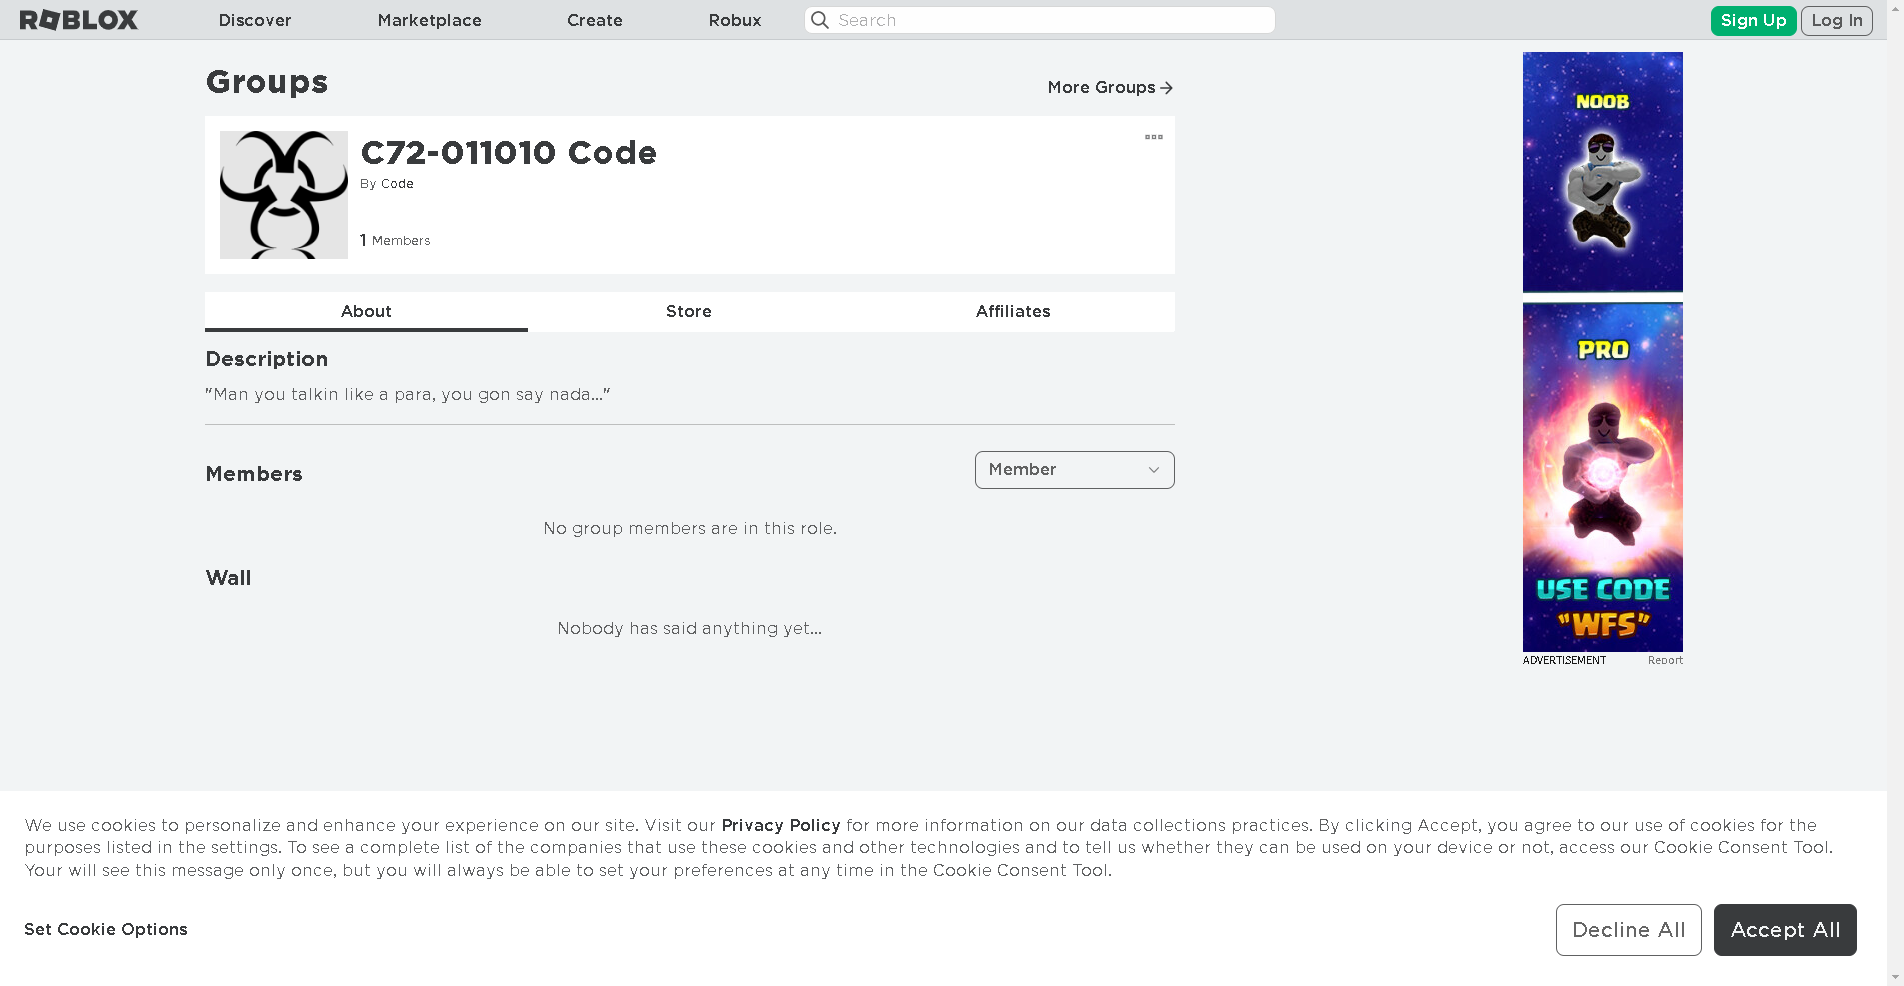 ROBLOX Discover Marketplace Create Robux Search Sign Up Log In
Groups
More Groups
C72-011010 Code
By Code
1 Members
About Store Affiliates
Description
"Man you talkin like a para, you gon say nada..."
Members
Member
No group members are in this role.
Wall
Nobody has said anything yet...
NOOB
PRO
USE CODE
"WFS"
ADVERTISEMENT Report
We use cookies to personalize and enhance your experience on our site. Visit our Privacy Policy for more information on our data collections practices. By clicking Accept, you agree to our use of cookies for the
purposes listed in the settings. To see a complete list of the companies that use these cookies and other technologies and to tell us whether they can be used on your device or not, access our Cookie Consent Tool.
Your will see this message only once, but you will always be able to set your preferences at any time in the Cookie Consent Tool.
Set Cookie Options
Decline All
Accept All